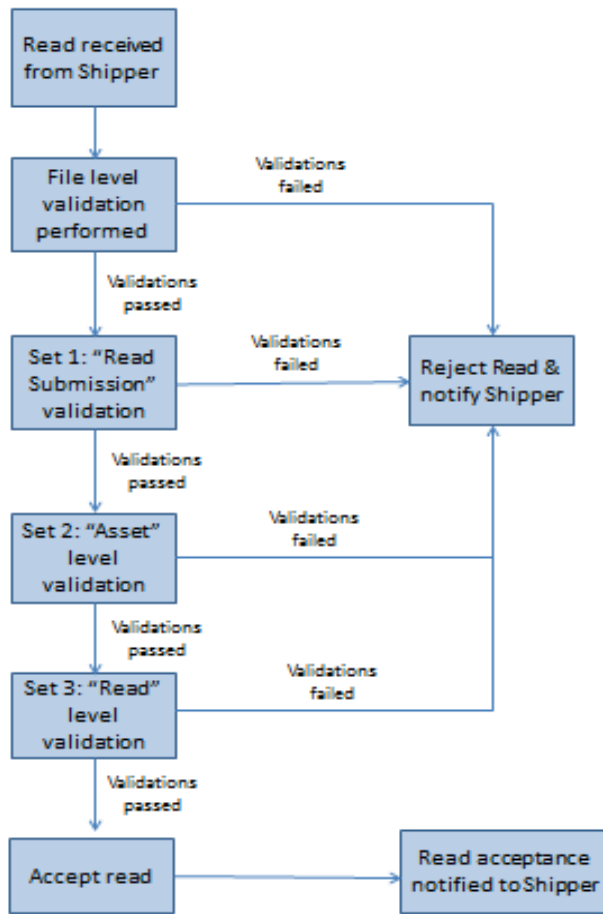 Read received
from Shipper
File level
validation
performed
Validations
failed
Validations
passed
Set 1: “Read
Submission”
validation
Validations
failed
Reject Read &
notify Shipper
Validations
passed
Set 2: “Asset”
level
validation
Validations
failed
Validations
passed
Set 3: “Read”
level
validation
Validations
failed
Validations
passed
Accept read
Read acceptance
notified to Shipper